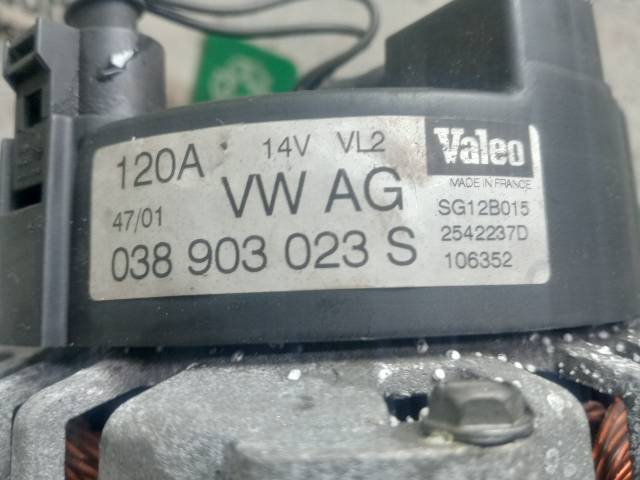 120A 14V VL2
VW AG
47/01
038 903 023 S
Valeo
MADE IN FRANCE
SG12B015
2542237D
106352